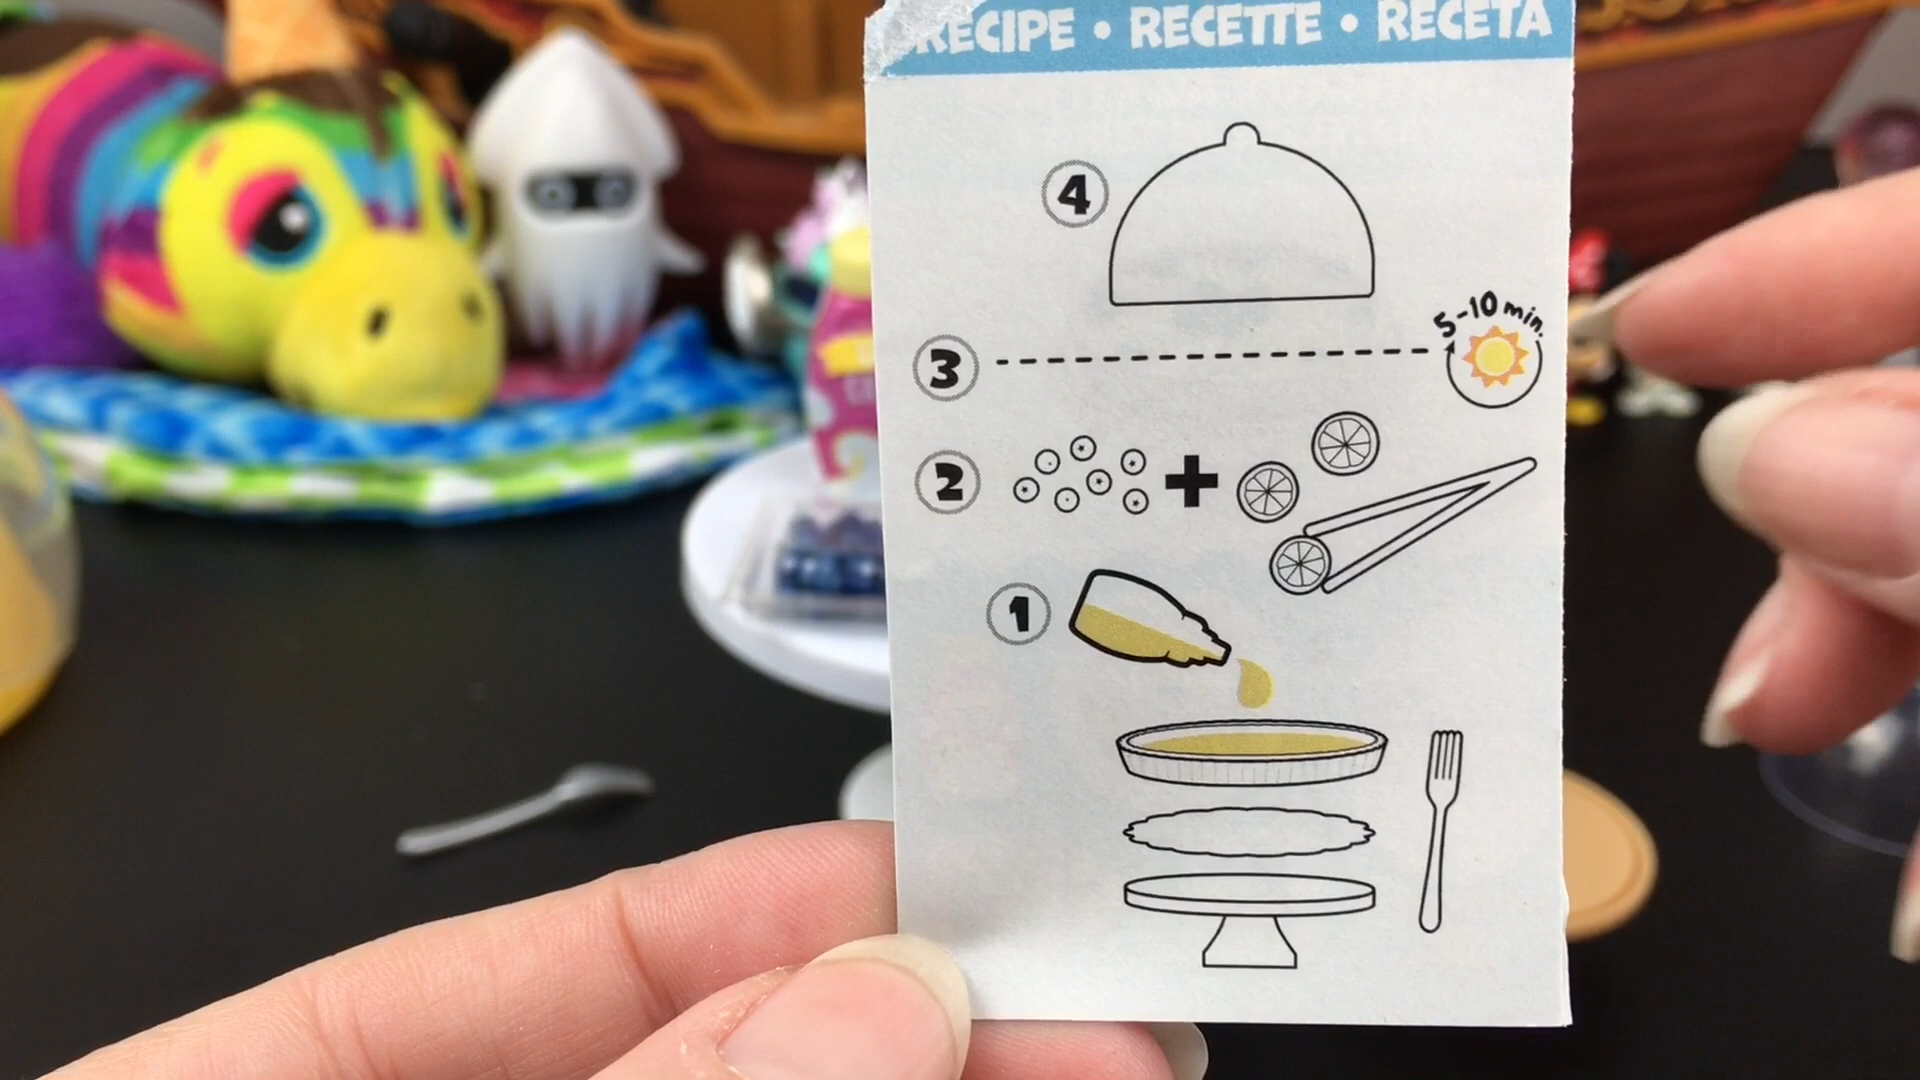 RECIPE • RECETTE • RECETA
4
5-10 min.
3
2
+
1